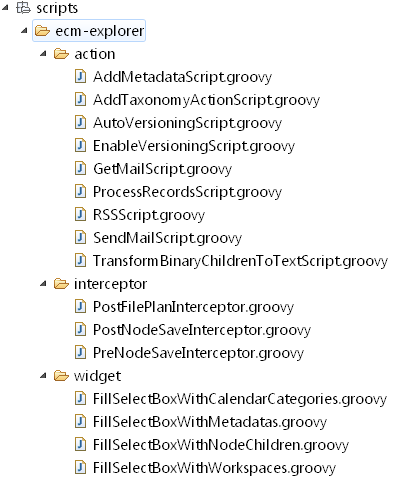 scripts
ecm-explorer
action
AddMetadataScript.groovy
AddTaxonomyActionScript.groovy
AutoVersioningScript.groovy
EnableVersioningScript.groovy
GetMailScript.groovy
ProcessRecordsScript.groovy
RSSScript.groovy
SendMailScript.groovy
TransformBinaryChildrenToTextScript.groovy
interceptor
PostFilePlanInterceptor.groovy
PostNodeSaveInterceptor.groovy
PreNodeSaveInterceptor.groovy
widget
FillSelectBoxWithCalendarCategories.groovy
FillSelectBoxWithMetadatas.groovy
FillSelectBoxWithNodeChildren.groovy
FillSelectBoxWithWorkspaces.groovy